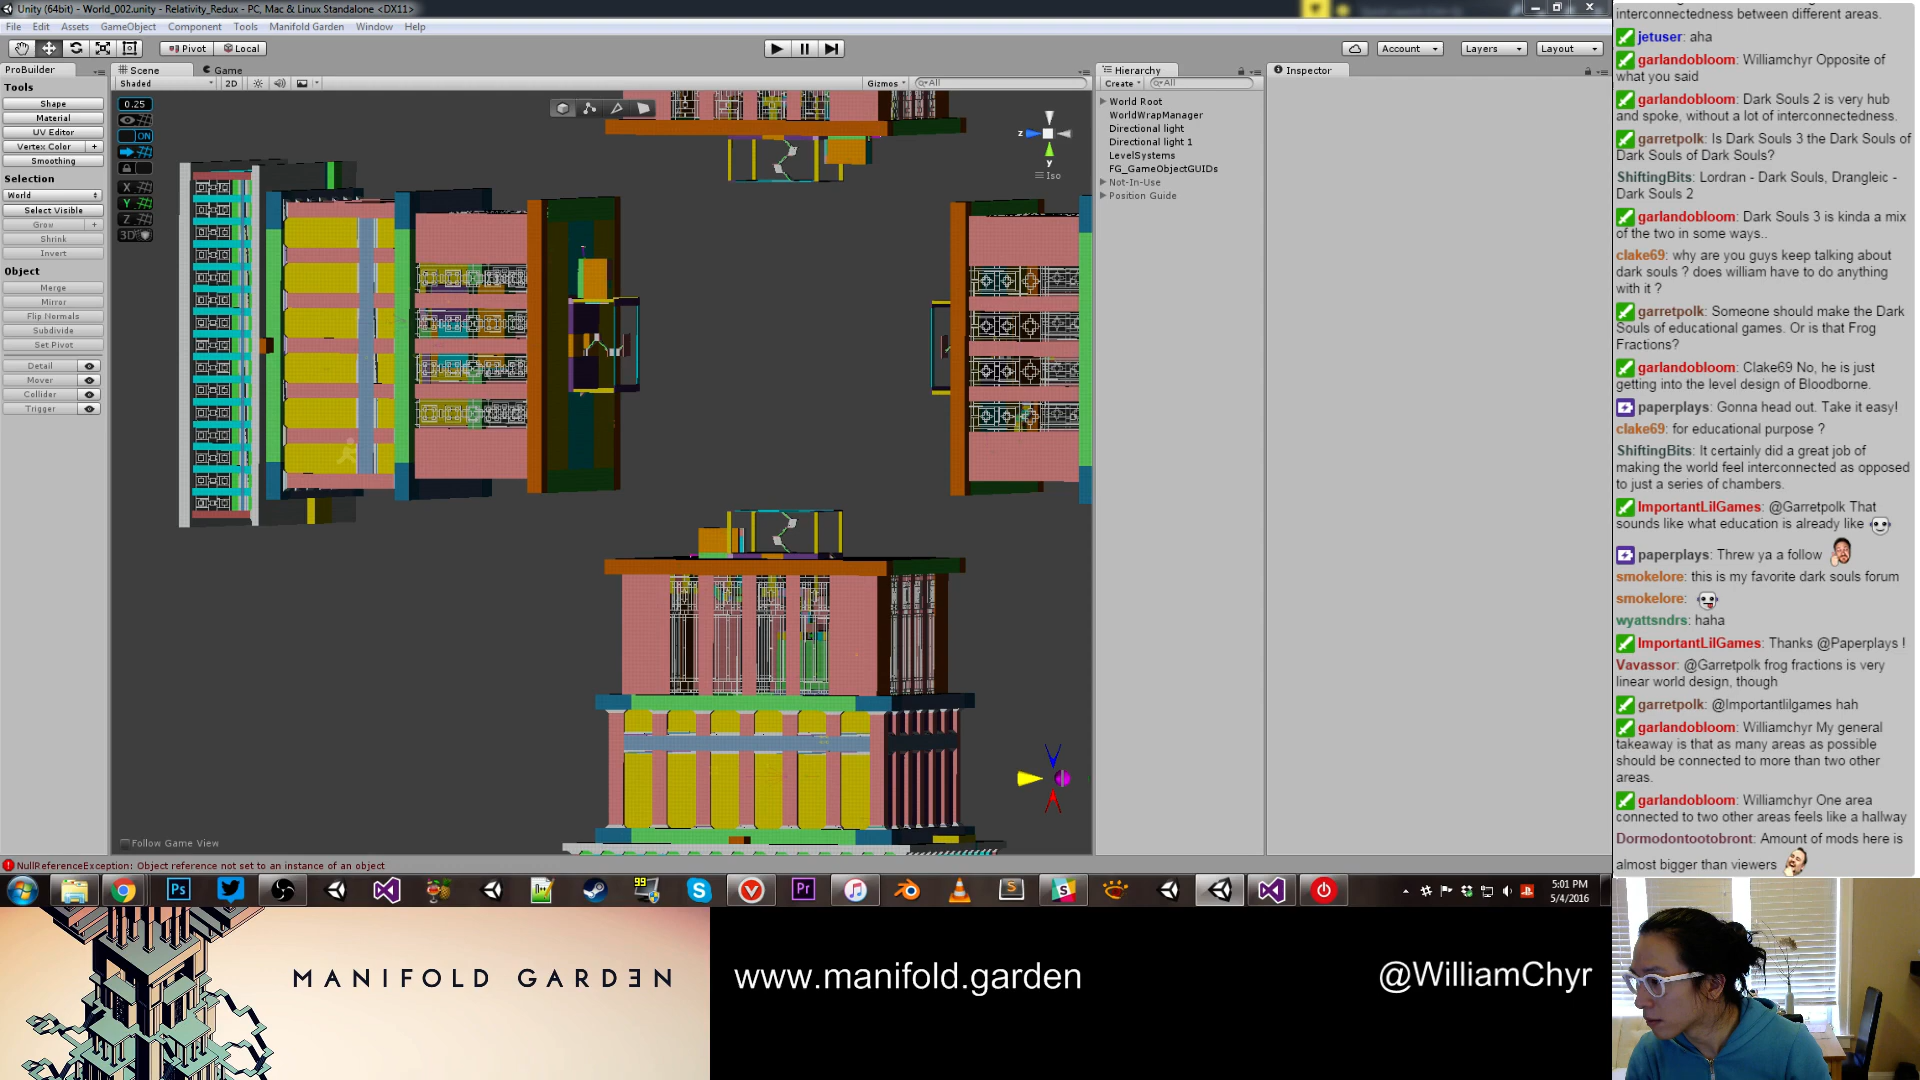 Unity (64bit) - World_002.unity - Relativity_Redux - PC, Mac & Linux Standalone <DX11>
File Edit Assets GameObject Component Tools Manifold Garden Window Help
Pivot Local Account Layers Layout
ProBuilder
Tools
Shape
Material
UV Editor
Vertex Color +
Smoothing
Selection
World
Select Visible
Grow +
Shrink
Invert
Object
Merge
Mirror
Flip Normals
Subdivide
Set Pivot
Detail
Mover
Collider
Trigger
Scene Game
Shaded 2D Gizmos All
0.25
ON
X
Y
Z
3D
z
y
Iso
Follow Game View
Hierarchy
Create All
World Root
WorldWrapManager
Directional light
Directional light 1
LevelSystems
FG_GameObjectGUIDs
Not-In-Use
Position Guide
Inspector
NullReferenceException: Object reference not set to an instance of an object
99
5:01 PM
5/4/2016
interconnectedness between different areas.
jetuser: aha
garlandobloom: Williamchyr Opposite of
what you said
garlandobloom: Dark Souls 2 is very hub
and spoke, without a lot of interconnectedness.
garretpolk: Is Dark Souls 3 the Dark Souls of
Dark Souls of Dark Souls?
ShiftingBits: Lordran - Dark Souls, Drangleic -
Dark Souls 2
garlandobloom: Dark Souls 3 is kinda a mix
of the two in some ways..
clake69: why are you guys keep talking about
dark souls ? does william have to do anything
with it ?
garretpolk: Someone should make the Dark
Souls of educational games. Or is that Frog
Fractions?
garlandobloom: Clake69 No, he is just
getting into the level design of Bloodborne.
paperplays: Gonna head out. Take it easy!
clake69: for educational purpose ?
ShiftingBits: It certainly did a great job of
making the world feel interconnected as opposed
to just a series of chambers.
ImportantLilGames: @Garretpolk That
sounds like what education is already like
paperplays: Threw ya a follow
smokelore: this is my favorite dark souls forum
smokelore:
wyattsndrs: haha
ImportantLilGames: Thanks @Paperplays !
Vavassor: @Garretpolk frog fractions is very
linear world design, though
garretpolk: @Importantlilgames hah
garlandobloom: Williamchyr My general
takeaway is that as many areas as possible
should be connected to more than two other
areas.
garlandobloom: Williamchyr One area
connected to two other areas feels like a hallway
Dormodontootobront: Amount of mods here is
almost bigger than viewers
MANIFOLD GARDƎN
www.manifold.garden
@WilliamChyr